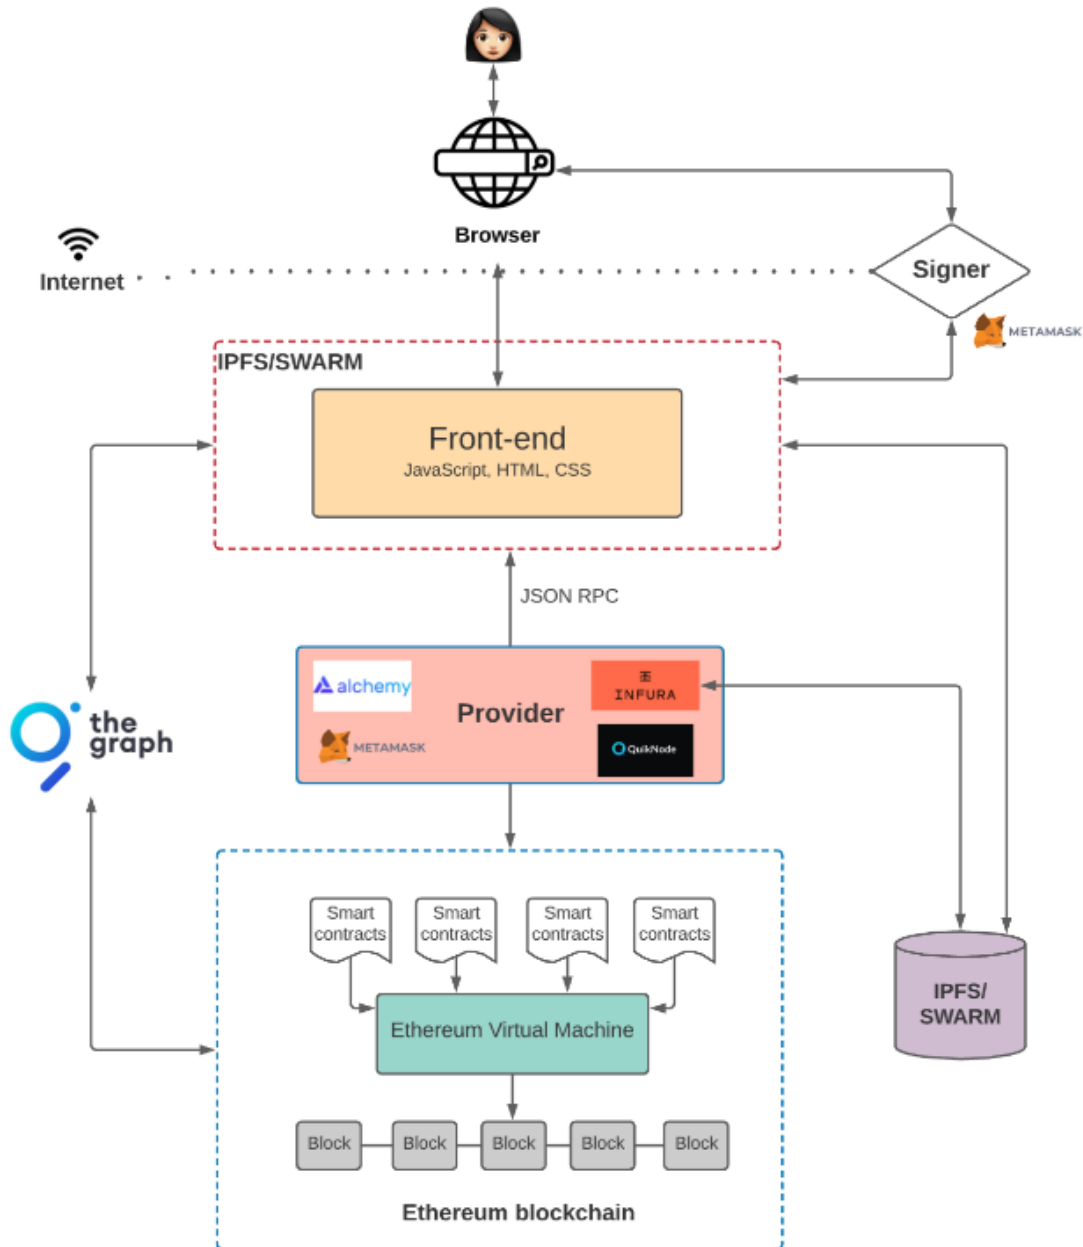 Browser
Internet
Signer
METAMASK
IPFS/SWARM
Front-end
JavaScript, HTML, CSS
JSON RPC
alchemy
INFURA
Provider
METAMASK
QuikNode
the
graph
Smart
contracts
Smart
contracts
Smart
contracts
Smart
contracts
Ethereum Virtual Machine
IPFS/
SWARM
Block
Block
Block
Block
Block
Ethereum blockchain